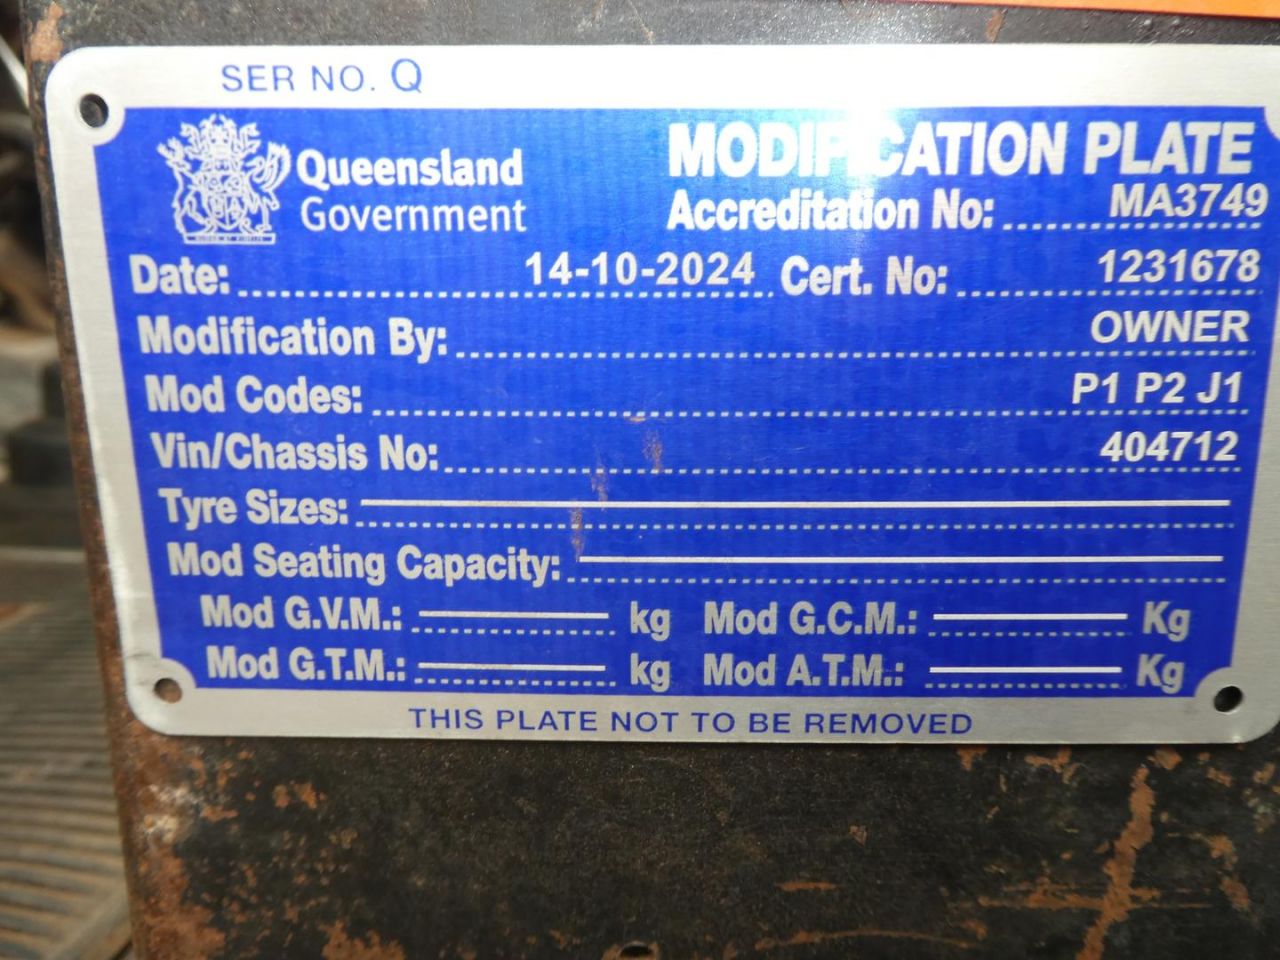 SER NO. Q
Queensland
Government
MODIFICATION PLATE
Accreditation No: MA3749
Date: 14-10-2024 Cert. No: 1231678
Modification By: OWNER
Mod Codes: P1 P2 J1
Vin/Chassis No: 404712
Tyre Sizes:
Mod Seating Capacity:
Mod G.V.M.: kg Mod G.C.M.: Kg
Mod G.T.M.: kg Mod A.T.M.: Kg
THIS PLATE NOT TO BE REMOVED